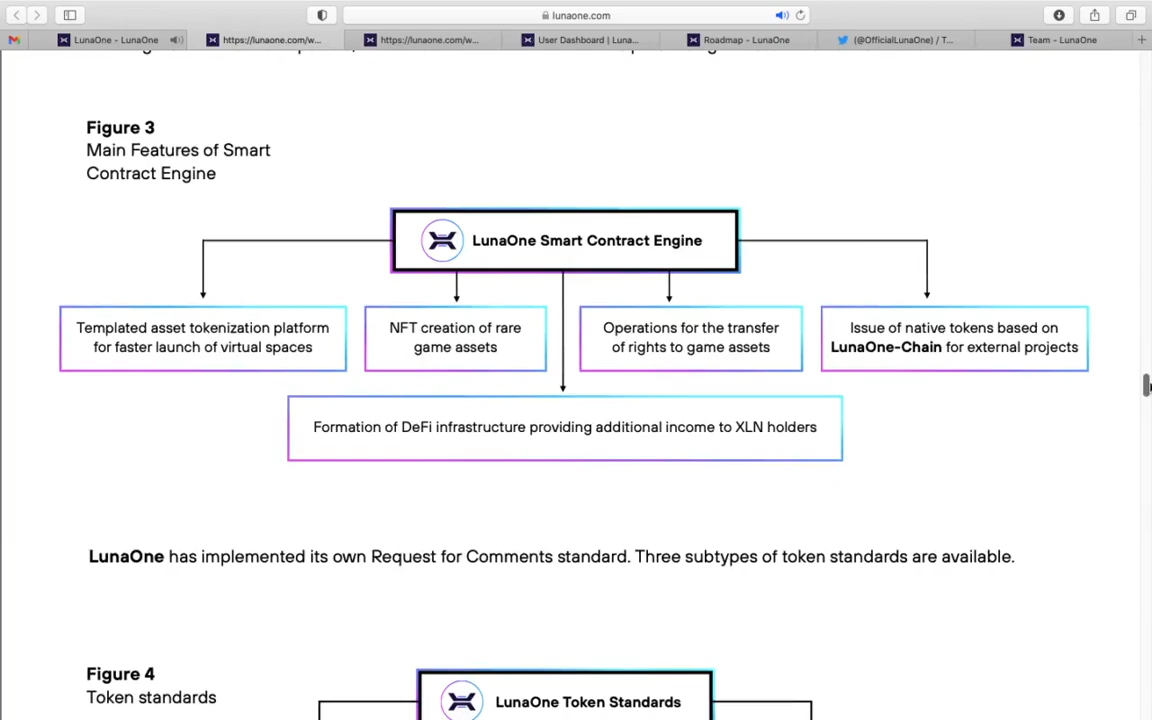 lunaone.com
LunaOne - LunaOne
https://lunaone.com/w...
https://lunaone.com/w...
User Dashboard | Luna...
Roadmap - LunaOne
(@OfficialLunaOne) / T...
Team - LunaOne
Figure 3
Main Features of Smart
Contract Engine
LunaOne Smart Contract Engine
Templated asset tokenization platform
for faster launch of virtual spaces
NFT creation of rare
game assets
Operations for the transfer
of rights to game assets
Issue of native tokens based on
LunaOne-Chain for external projects
Formation of DeFi infrastructure providing additional income to XLN holders
LunaOne has implemented its own Request for Comments standard. Three subtypes of token standards are available.
Figure 4
Token standards
LunaOne Token Standards